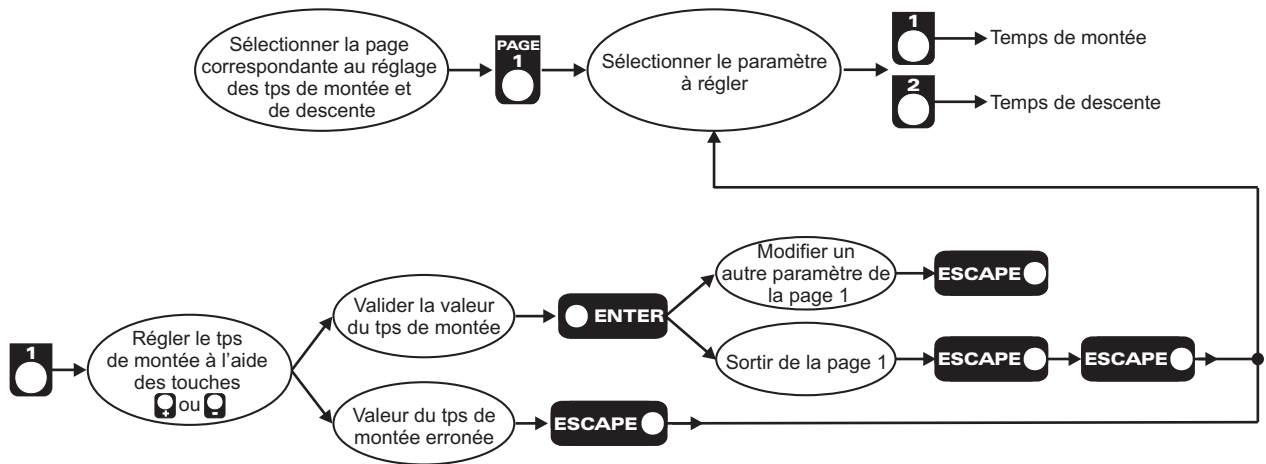 Sélectionner la page
correspondante au réglage
des tps de montée et
de descente
PAGE
1
Sélectionner le paramètre
à régler
1
Temps de montée
2
Temps de descente
1
Régler le tps
de montée à l'aide
des touches
+ ou -
Valider la valeur
du tps de montée
ENTER
Modifier un
autre paramètre de
la page 1
ESCAPE
Sortir de la page 1
ESCAPE
ESCAPE
Valeur du tps de
montée erronée
ESCAPE